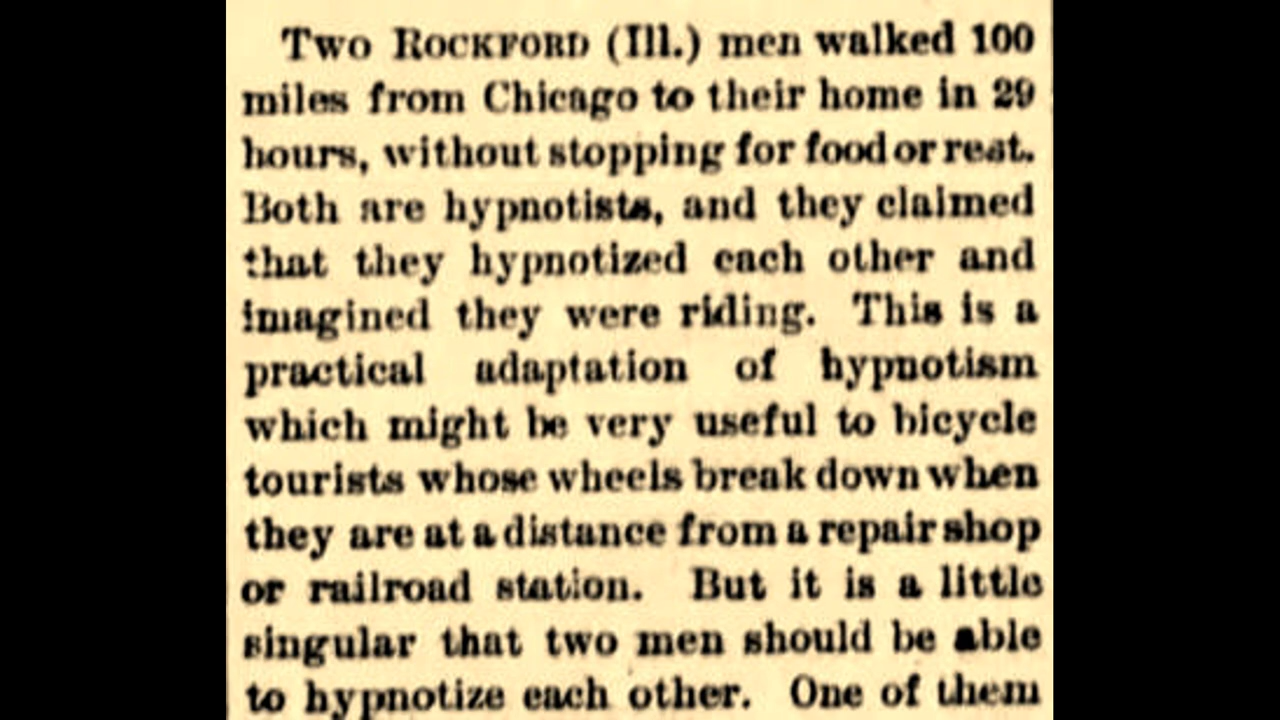 Two Rockford (Ill.) men walked 100
miles from Chicago to their home in 29
hours, without stopping for food or rest.
Both are hypnotists, and they claimed
that they hypnotized each other and
imagined they were riding. This is a
practical adaptation of hypnotism
which might be very useful to bicycle
tourists whose wheels break down when
they are at a distance from a repair shop
or railroad station. But it is a little
singular that two men should be able
to hypnotize each other. One of them